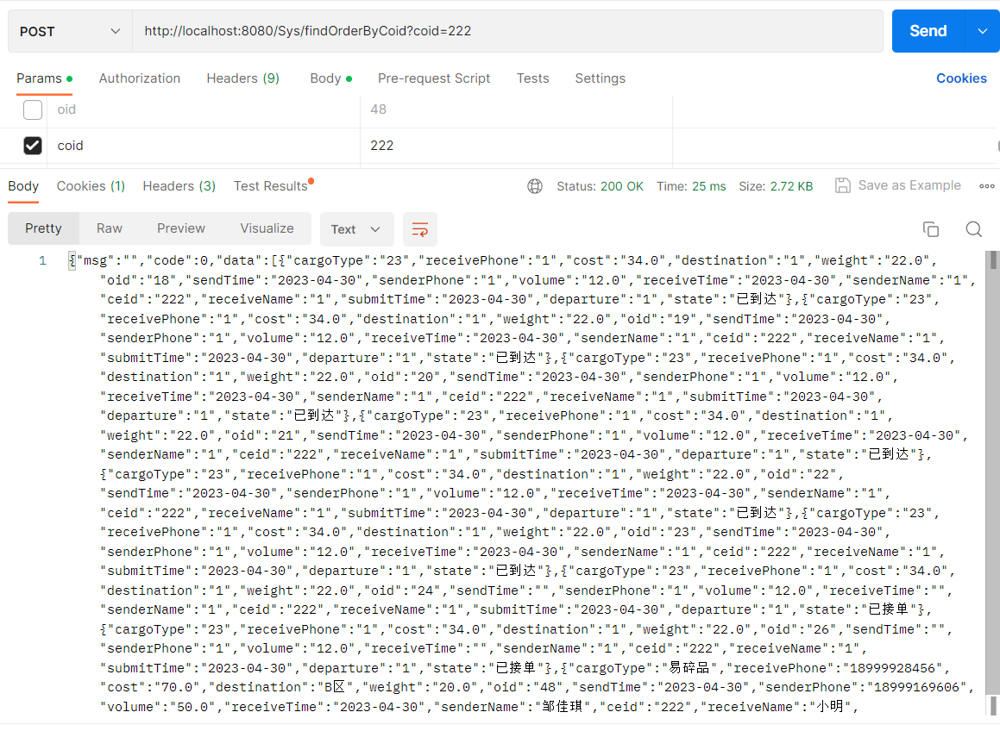 POST http://localhost:8080/Sys/findOrderByCoid?coid=222 Send
Params Authorization Headers (9) Body Pre-request Script Tests Settings Cookies
oid 48
coid 222
Body Cookies (1) Headers (3) Test Results Status: 200 OK Time: 25 ms Size: 2.72 KB Save as Example
Pretty Raw Preview Visualize Text
1 {"msg":"","code":0,"data":[{"cargoType":"23","receivePhone":"1","cost":"34.0","destination":"1","weight":"22.0",
"oid":"18","sendTime":"2023-04-30","senderPhone":"1","volume":"12.0","receiveTime":"2023-04-30","senderName":"1",
"ceid":"222","receiveName":"1","submitTime":"2023-04-30","departure":"1","state":"已到达"},{"cargoType":"23",
"receivePhone":"1","cost":"34.0","destination":"1","weight":"22.0","oid":"19","sendTime":"2023-04-30",
"senderPhone":"1","volume":"12.0","receiveTime":"2023-04-30","senderName":"1","ceid":"222","receiveName":"1",
"submitTime":"2023-04-30","departure":"1","state":"已到达"},{"cargoType":"23","receivePhone":"1","cost":"34.0",
"destination":"1","weight":"22.0","oid":"20","sendTime":"2023-04-30","senderPhone":"1","volume":"12.0",
"receiveTime":"2023-04-30","senderName":"1","ceid":"222","receiveName":"1","submitTime":"2023-04-30",
"departure":"1","state":"已到达"},{"cargoType":"23","receivePhone":"1","cost":"34.0","destination":"1",
"weight":"22.0","oid":"21","sendTime":"2023-04-30","senderPhone":"1","volume":"12.0","receiveTime":"2023-04-30",
"senderName":"1","ceid":"222","receiveName":"1","submitTime":"2023-04-30","departure":"1","state":"已到达"},
{"cargoType":"23","receivePhone":"1","cost":"34.0","destination":"1","weight":"22.0","oid":"22",
"sendTime":"2023-04-30","senderPhone":"1","volume":"12.0","receiveTime":"2023-04-30","senderName":"1",
"ceid":"222","receiveName":"1","submitTime":"2023-04-30","departure":"1","state":"已到达"},{"cargoType":"23",
"receivePhone":"1","cost":"34.0","destination":"1","weight":"22.0","oid":"23","sendTime":"2023-04-30",
"senderPhone":"1","volume":"12.0","receiveTime":"2023-04-30","senderName":"1","ceid":"222","receiveName":"1",
"submitTime":"2023-04-30","departure":"1","state":"已到达"},{"cargoType":"23","receivePhone":"1","cost":"34.0",
"destination":"1","weight":"22.0","oid":"24","sendTime":"","senderPhone":"1","volume":"12.0","receiveTime":"",
"senderName":"1","ceid":"222","receiveName":"1","submitTime":"2023-04-30","departure":"1","state":"已接单"},
{"cargoType":"23","receivePhone":"1","cost":"34.0","destination":"1","weight":"22.0","oid":"26","sendTime":"",
"senderPhone":"1","volume":"12.0","receiveTime":"","senderName":"1","ceid":"222","receiveName":"1",
"submitTime":"2023-04-30","departure":"1","state":"已接单"},{"cargoType":"易碎品","receivePhone":"18999928456",
"cost":"70.0","destination":"B区","weight":"20.0","oid":"48","sendTime":"2023-04-30","senderPhone":"18999169606",
"volume":"50.0","receiveTime":"2023-04-30","senderName":"邹佳琪","ceid":"222","receiveName":"小明",